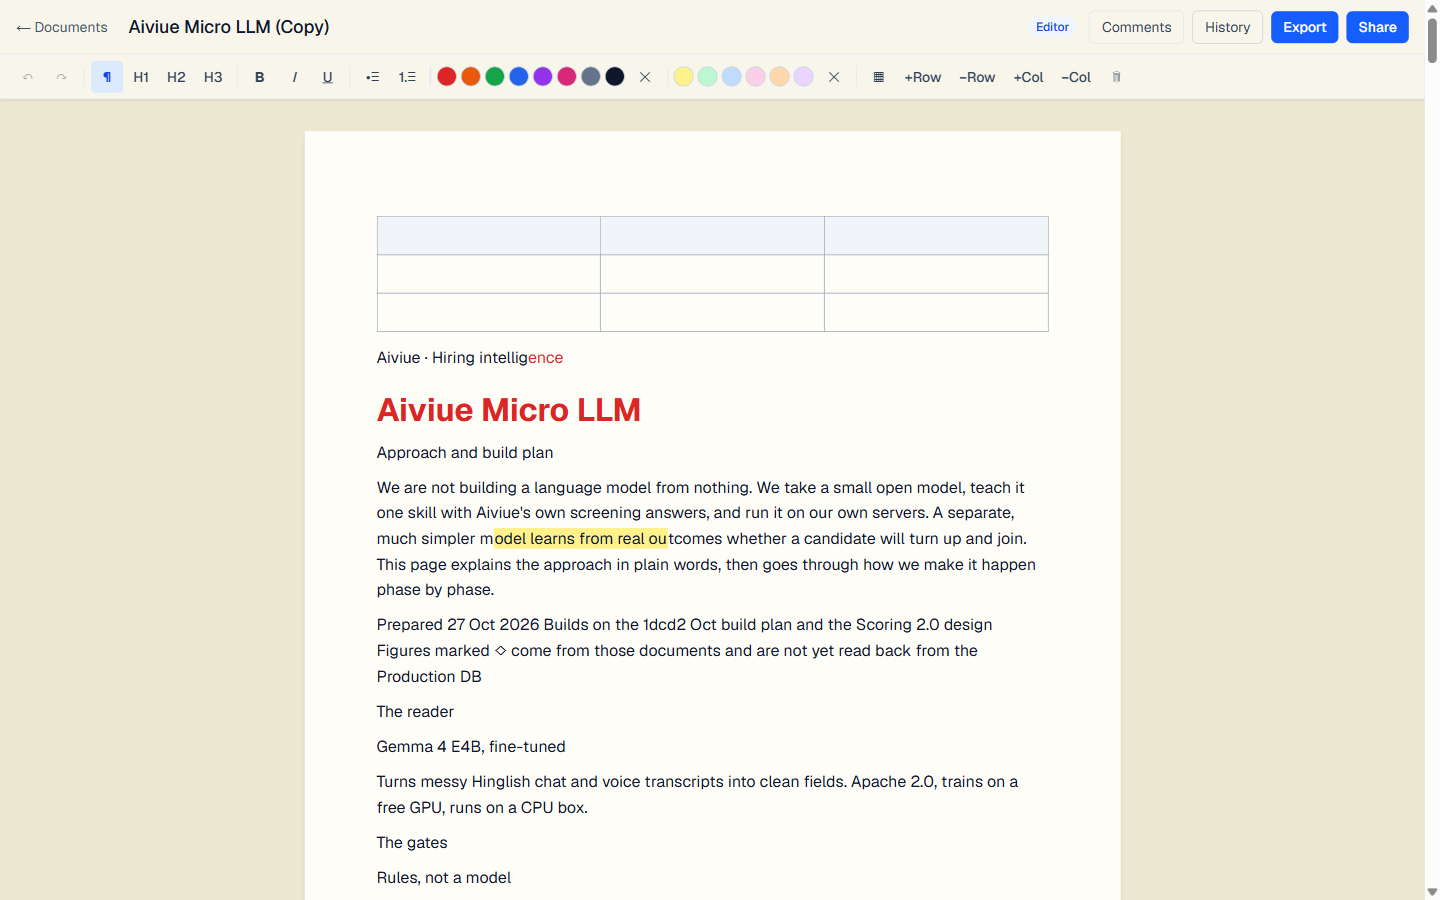 ← Documents
Aiviue Micro LLM (Copy)
Editor
Comments
History
Export
Share
¶ H1 H2 H3 B I U 1. +Row −Row +Col −Col
Aiviue · Hiring intelligence
Aiviue Micro LLM
Approach and build plan
We are not building a language model from nothing. We take a small open model, teach it
one skill with Aiviue's own screening answers, and run it on our own servers. A separate,
much simpler model learns from real outcomes whether a candidate will turn up and join.
This page explains the approach in plain words, then goes through how we make it happen
phase by phase.
Prepared 27 Oct 2026 Builds on the 1dcd2 Oct build plan and the Scoring 2.0 design
Figures marked ◇ come from those documents and are not yet read back from the
Production DB
The reader
Gemma 4 E4B, fine-tuned
Turns messy Hinglish chat and voice transcripts into clean fields. Apache 2.0, trains on a
free GPU, runs on a CPU box.
The gates
Rules, not a model